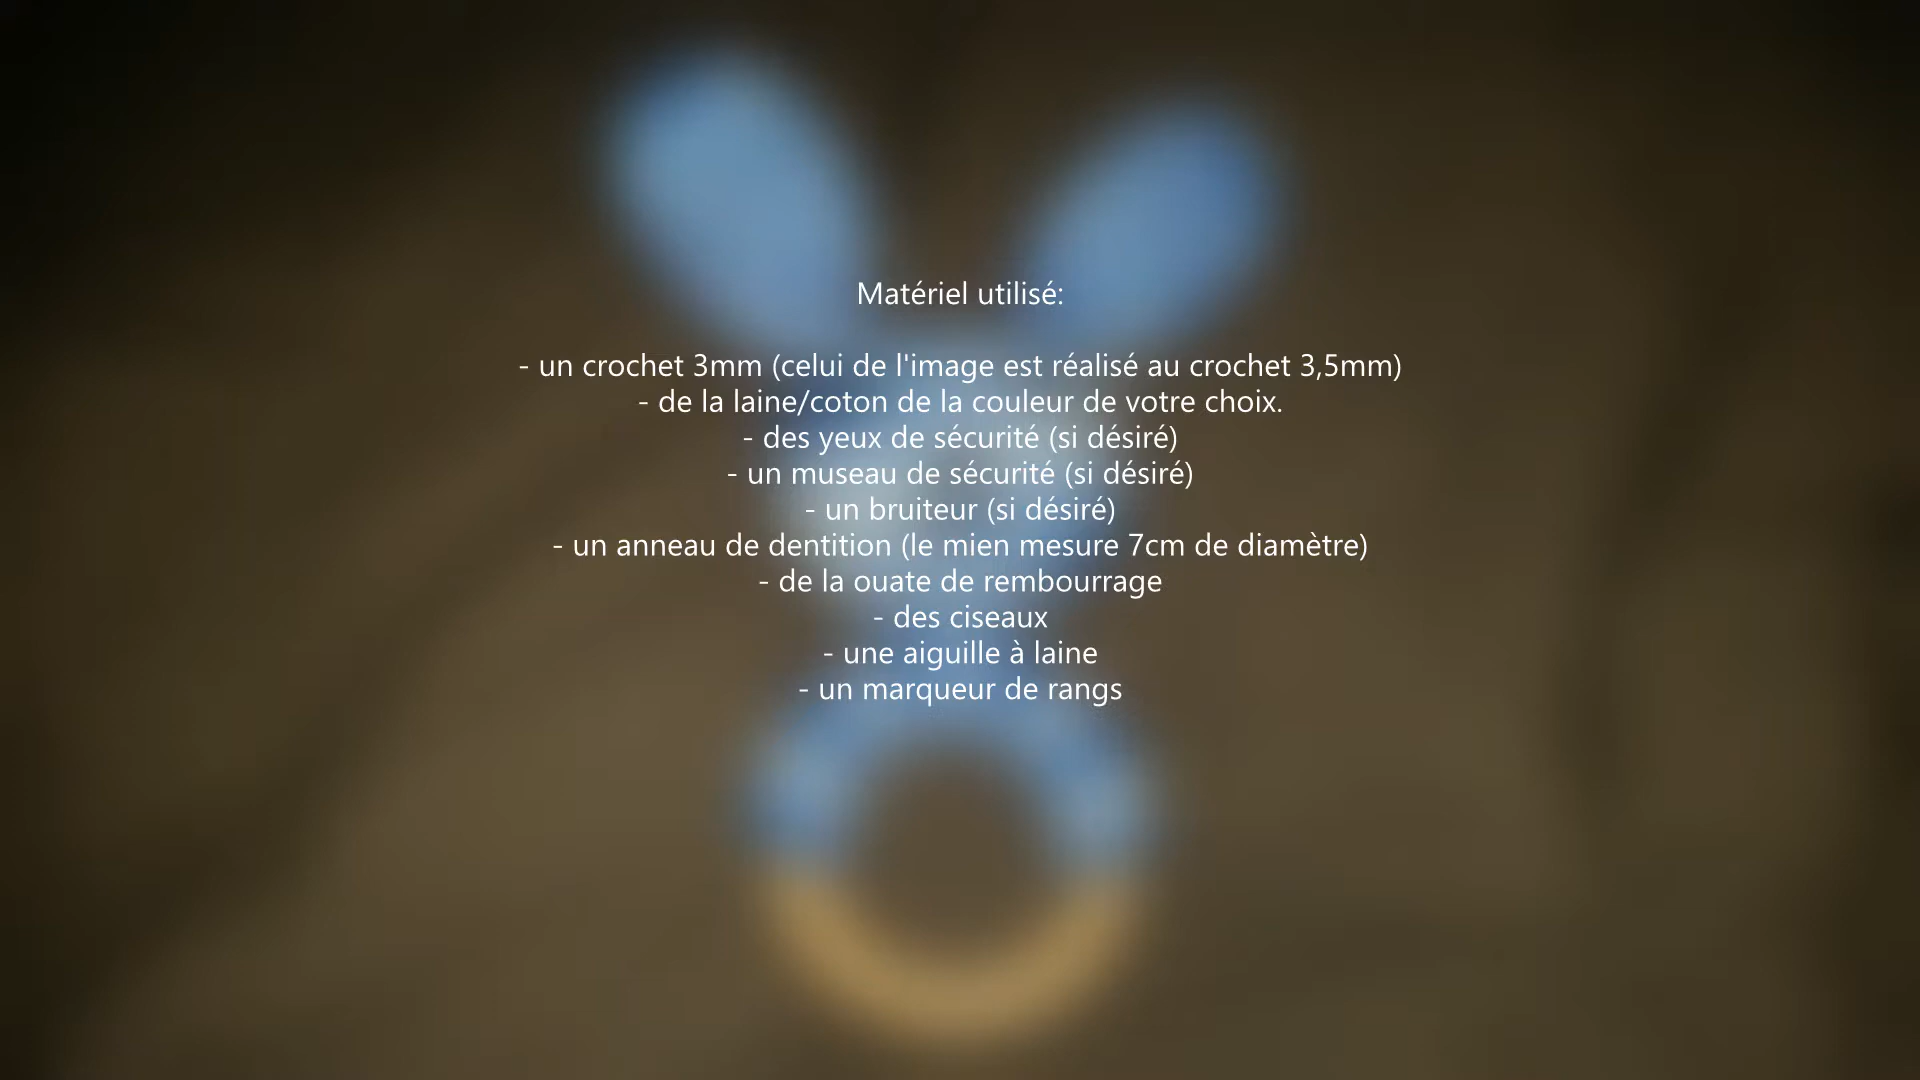 Matériel utilisé:
- un crochet 3mm (celui de l'image est réalisé au crochet 3,5mm)
- de la laine/coton de la couleur de votre choix.
- des yeux de sécurité (si désiré)
- un museau de sécurité (si désiré)
- un bruiteur (si désiré)
- un anneau de dentition (le mien mesure 7cm de diamètre)
- de la ouate de rembourrage
- des ciseaux
- une aiguille à laine
- un marqueur de rangs